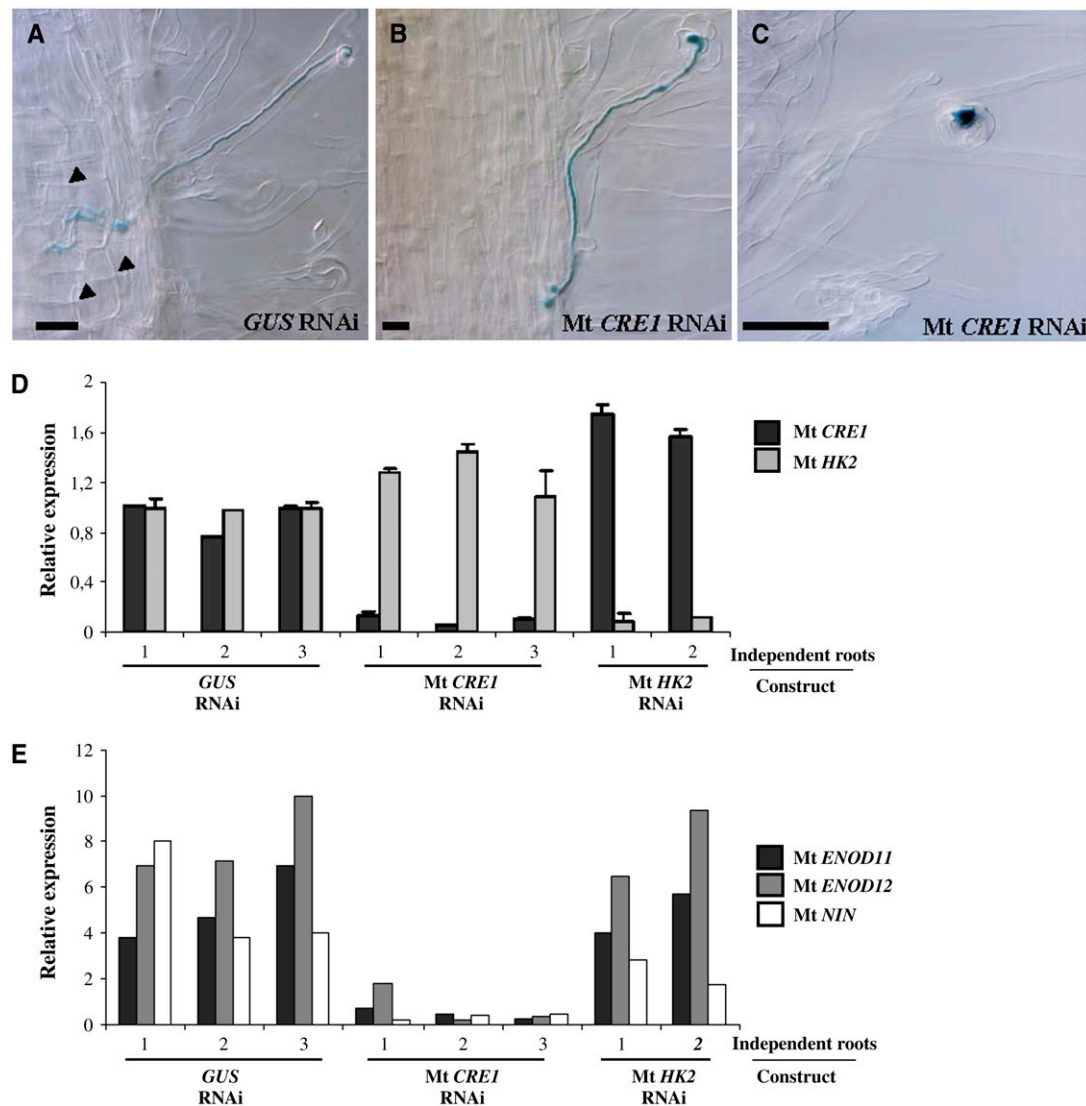 A
B
C
GUS RNAi
Mt CRE1 RNAi
Mt CRE1 RNAi
D
Relative expression
2
1,6
1,2
0,8
0,4
0
Mt CRE1
Mt HK2
1 2 3 1 2 3 1 2 Independent roots
GUS RNAi
Mt CRE1 RNAi
Mt HK2 RNAi
Construct
E
Relative expression
12
10
8
6
4
2
0
Mt ENOD11
Mt ENOD12
Mt NIN
1 2 3 1 2 3 1 2 Independent roots
GUS RNAi
Mt CRE1 RNAi
Mt HK2 RNAi
Construct